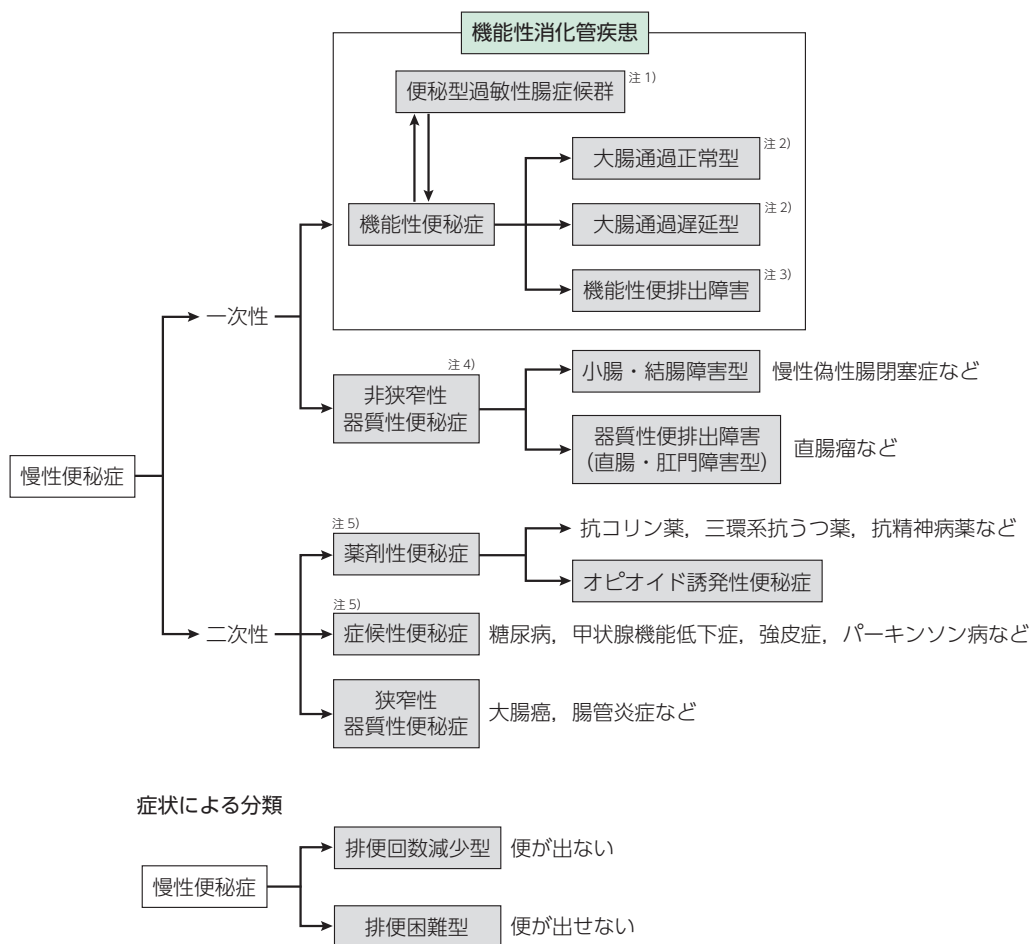 機能性消化管疾患
便秘型過敏性腸症候群 注 1)
大腸通過正常型 注 2)
機能性便秘症
大腸通過遅延型 注 2)
機能性便排出障害 注 3)
一次性
注 4)
非狭窄性
器質性便秘症
小腸・結腸障害型 慢性偽性腸閉塞症など
器質性便排出障害
(直腸・肛門障害型) 直腸瘤など
慢性便秘症
注 5)
薬剤性便秘症
抗コリン薬，三環系抗うつ薬，抗精神病薬など
オピオイド誘発性便秘症
二次性
注 5)
症候性便秘症 糖尿病，甲状腺機能低下症，強皮症，パーキンソン病など
狭窄性
器質性便秘症 大腸癌，腸管炎症など
症状による分類
排便回数減少型 便が出ない
慢性便秘症
排便困難型 便が出せない